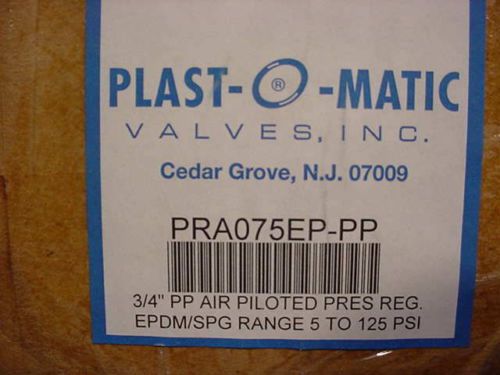 PLAST-O®-MATIC
VALVES, INC.
Cedar Grove, N.J. 07009
PRA075EP-PP
3/4" PP AIR PILOTED PRES REG.
EPDM/SPG RANGE 5 TO 125 PSI